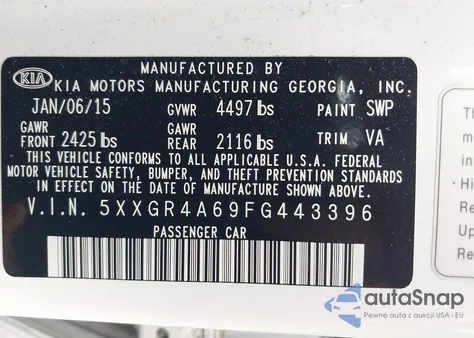 MANUFACTURED BY
KIA KIA MOTORS MANUFACTURING GEORGIA, INC.
JAN/06/15 GVWR 4497 lbs PAINT SWP
GAWR FRONT 2425 lbs GAWR REAR 2116 lbs TRIM VA
THIS VEHICLE CONFORMS TO ALL APPLICABLE U.S.A. FEDERAL
MOTOR VEHICLE SAFETY, BUMPER, AND THEFT PREVENTION STANDARDS
IN EFFECT ON THE DATE OF MANUFACTURE SHOWN ABOVE.
V.I.N. 5XXGR4A69FG443396
PASSENGER CAR
autaSnap
Pewne auta z aukcji USA i EU